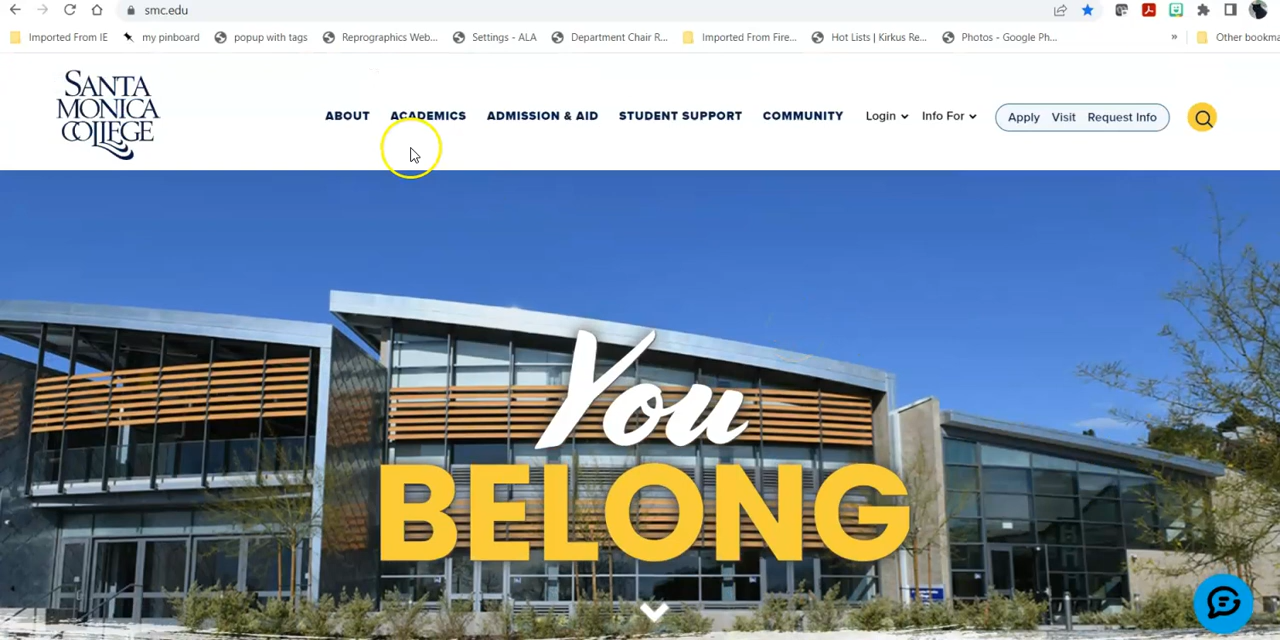 smc.edu
Imported From IE my pinboard popup with tags Reprographics Web... Settings - ALA Department Chair R... Imported From Fire... Hot Lists | Kirkus Re... Photos - Google Ph... » Other bookma
SANTA
MONICA
COLLEGE
ABOUT ACADEMICS ADMISSION & AID STUDENT SUPPORT COMMUNITY Login Info For Apply Visit Request Info
You
BELONG